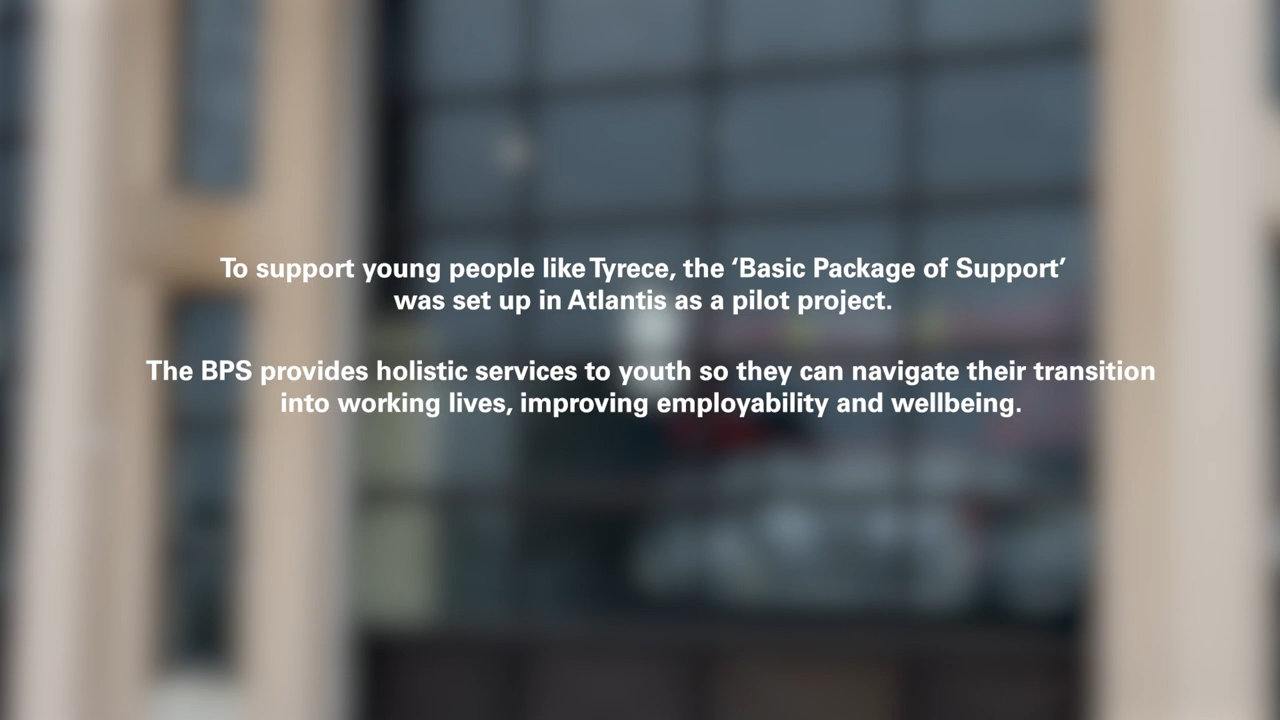 To support young people like Tyrece, the ‘Basic Package of Support’
was set up in Atlantis as a pilot project.
The BPS provides holistic services to youth so they can navigate their transition
into working lives, improving employability and wellbeing.